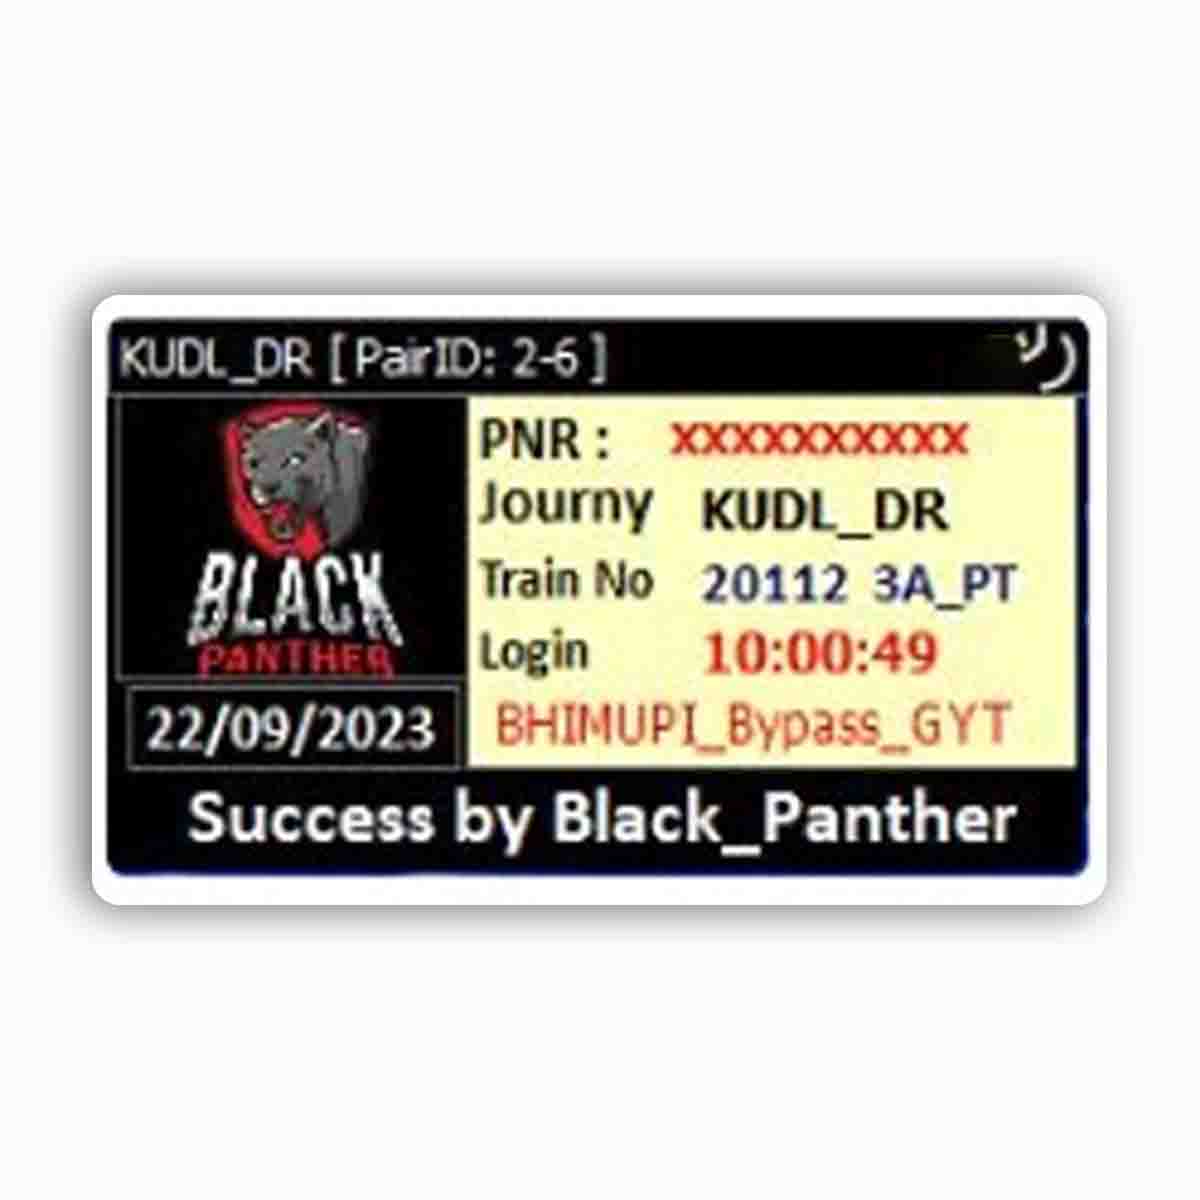 KUDL_DR [ PairID: 2-6 ]
BLACK
PANTHER
22/09/2023
PNR : XXXXXXXXXX
Journy KUDL_DR
Train No 20112 3A_PT
Login 10:00:49
BHIMUPI_Bypass_GYT
Success by Black_Panther